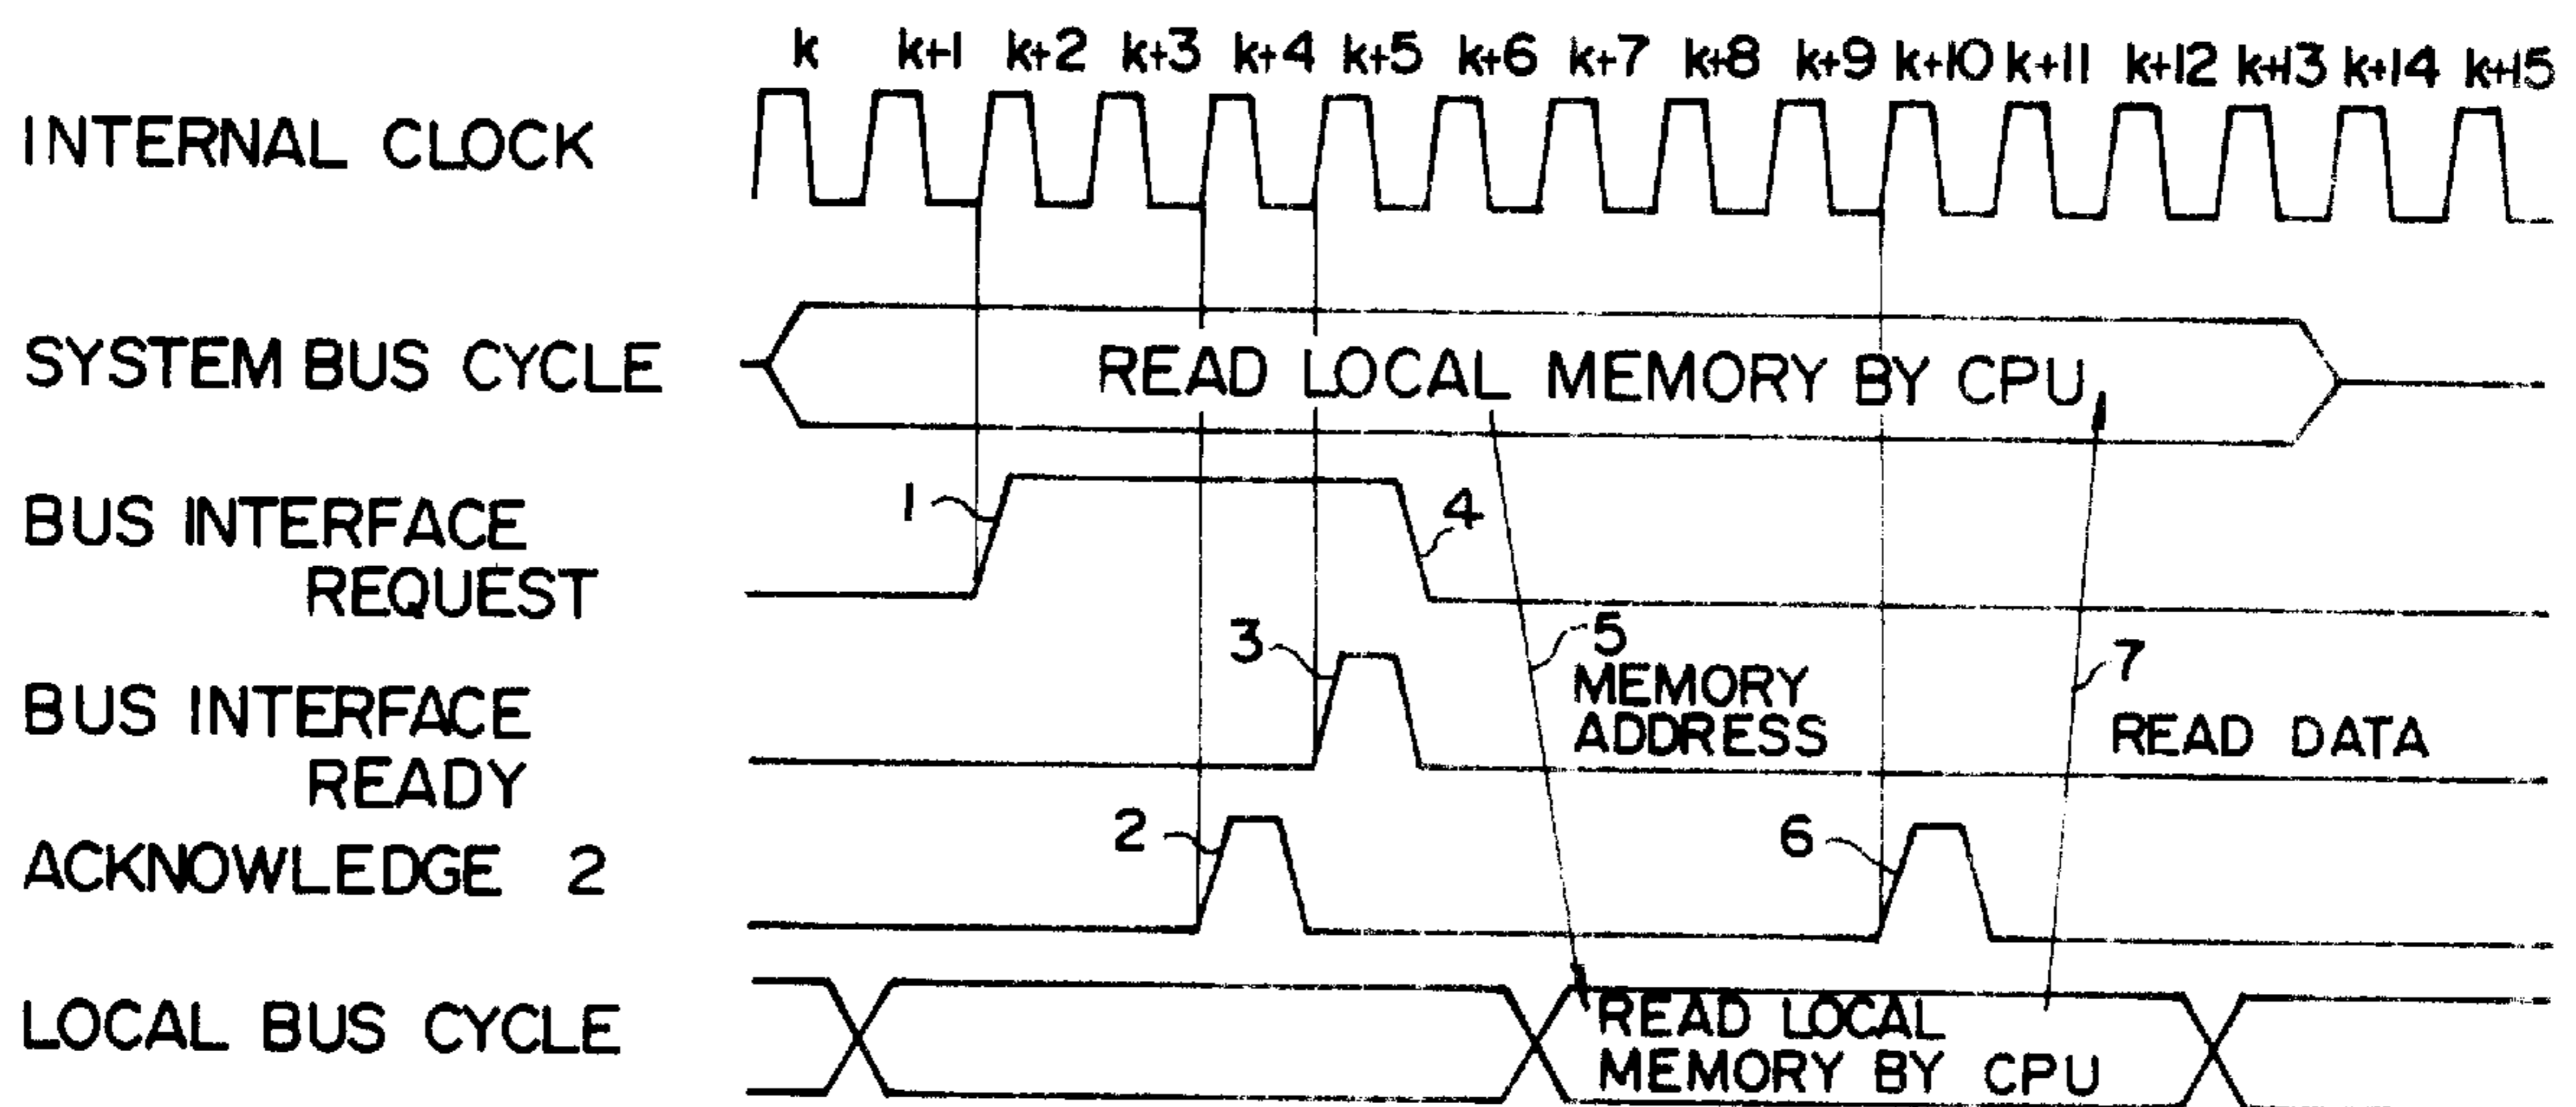 k k+1 k+2 k+3 k+4 k+5 k+6 k+7 k+8 k+9 k+10 k+11 k+12 k+13 k+14 k+15
INTERNAL CLOCK
SYSTEM BUS CYCLE
READ LOCAL MEMORY BY CPU
BUS INTERFACE
REQUEST
1
4
BUS INTERFACE
READY
3
5
MEMORY
ADDRESS
7
READ DATA
ACKNOWLEDGE 2
2
6
LOCAL BUS CYCLE
READ LOCAL
MEMORY BY CPU